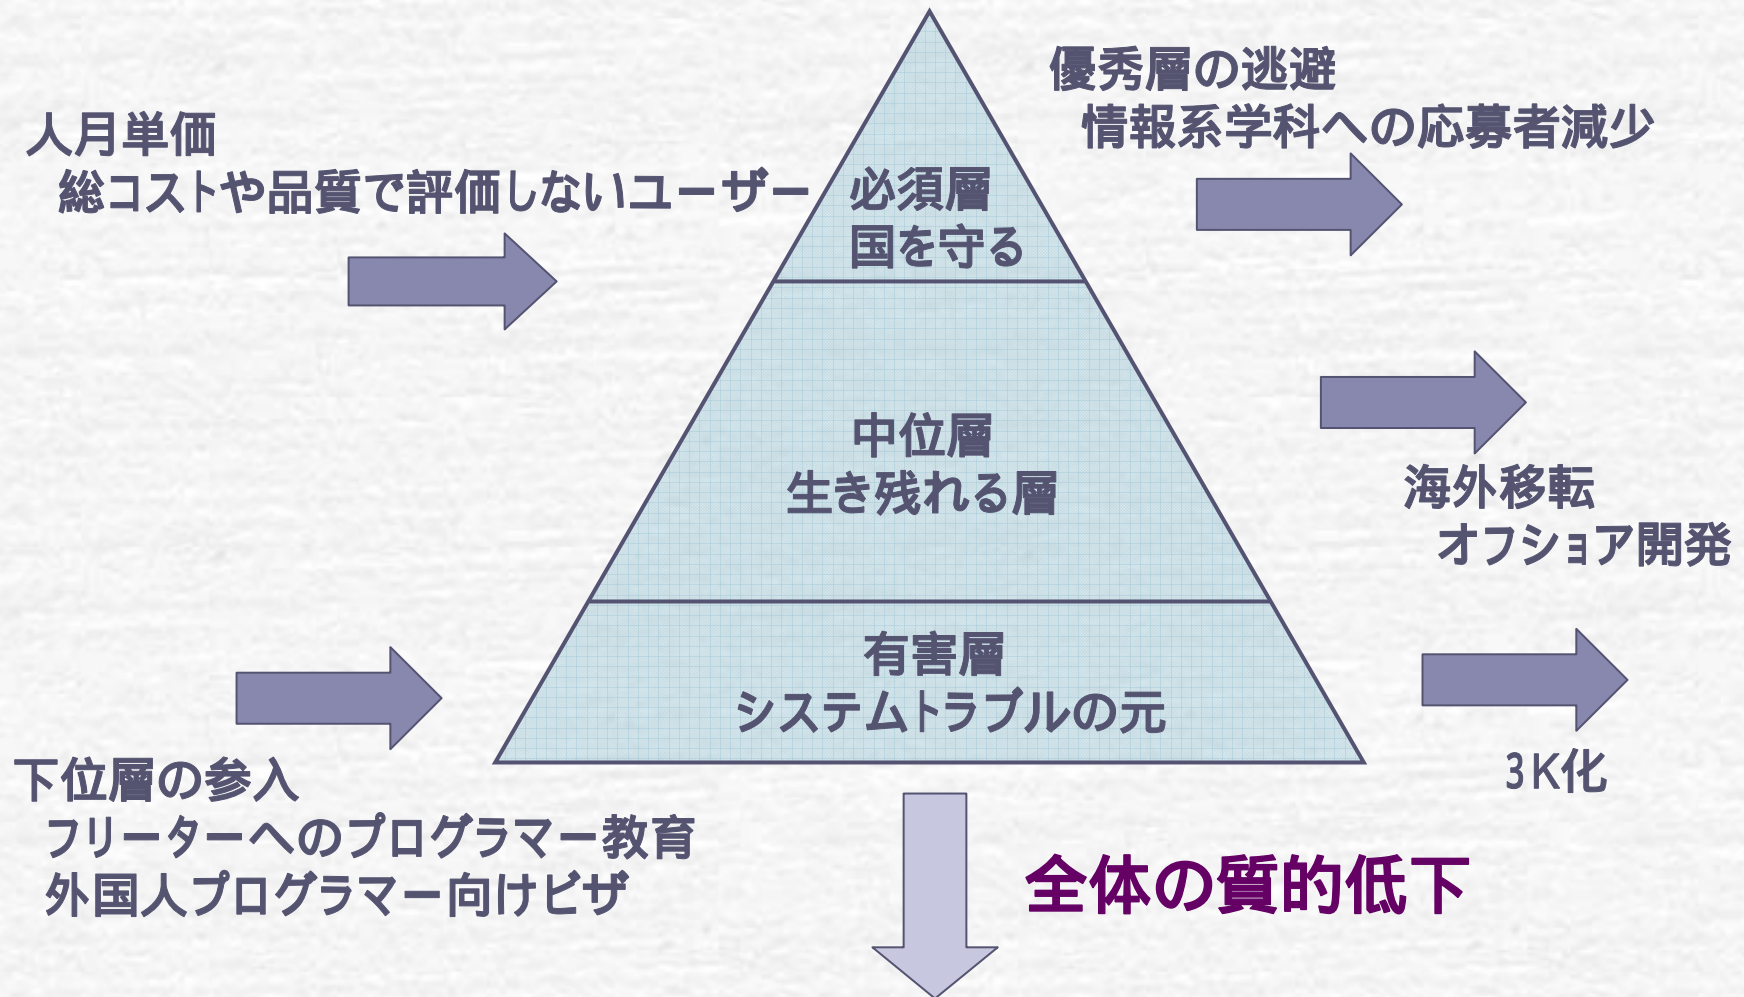 人月単価
総コストや品質で評価しないユーザー
優秀層の逃避
情報系学科への応募者減少
必須層
国を守る
中位層
生き残れる層
海外移転
オフショア開発
有害層
システムトラブルの元
3K化
下位層の参入
フリーターへのプログラマー教育
外国人プログラマー向けビザ
全体の質的低下